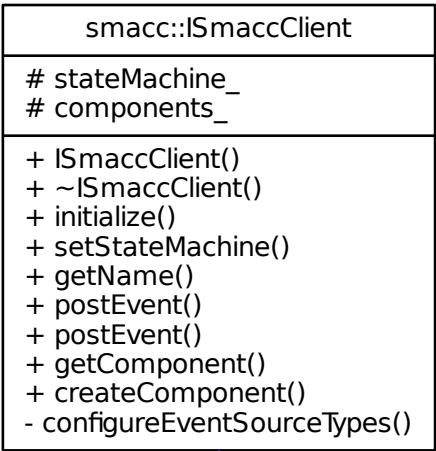 smacc::ISmaccClient
# stateMachine_
# components_
+ ISmaccClient()
+ ~ISmaccClient()
+ initialize()
+ setStateMachine()
+ getName()
+ postEvent()
+ postEvent()
+ getComponent()
+ createComponent()
- configureEventSourceTypes()